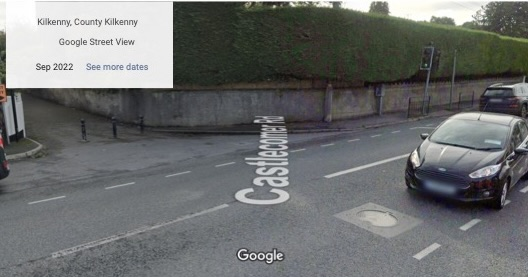 Kilkenny, County Kilkenny
Google Street View
Sep 2022 See more dates
Castlecomer Rd
Google